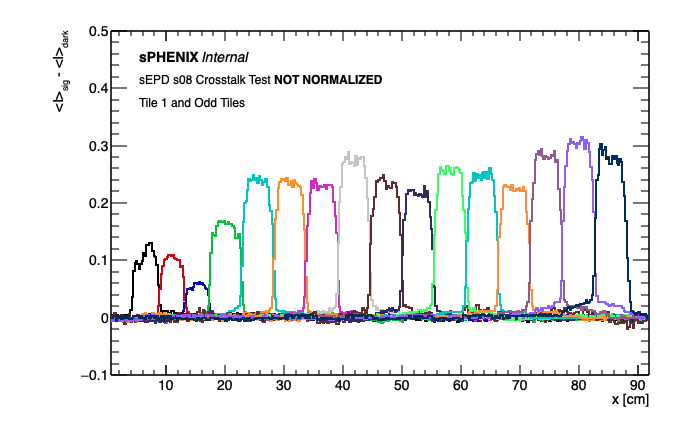 <I>sig - <I>dark
sPHENIX Internal
sEPD s08 Crosstalk Test NOT NORMALIZED
Tile 1 and Odd Tiles
0.5
0.4
0.3
0.2
0.1
0
−0.1
10 20 30 40 50 60 70 80 90
x [cm]